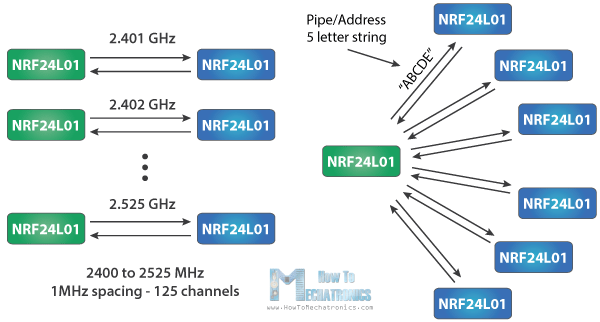 2.401 GHz
NRF24L01
NRF24L01
2.402 GHz
NRF24L01
NRF24L01
2.525 GHz
NRF24L01
NRF24L01
2400 to 2525 MHz
1MHz spacing - 125 channels
Pipe/Address
5 letter string
"ABCDE"
NRF24L01
NRF24L01
NRF24L01
NRF24L01
NRF24L01
NRF24L01
NRF24L01
How To
MECHATRONICS
www.HowToMechatronics.com